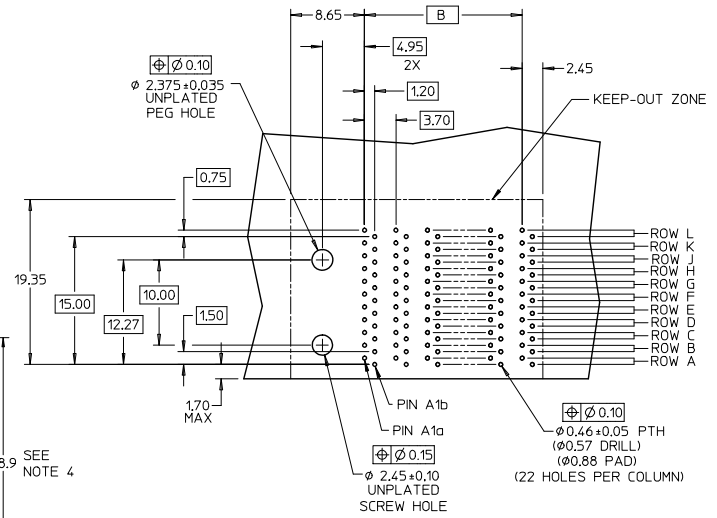 8.65
B
⌖ Ø 0.10
Ø 2.375±0.035
UNPLATED
PEG HOLE
4.95
2X
2.45
1.20
KEEP-OUT ZONE
3.70
0.75
19.35
15.00
12.27
10.00
1.50
ROW L
ROW K
ROW J
ROW H
ROW G
ROW F
ROW E
ROW D
ROW C
ROW B
ROW A
1.70
MAX
PIN A1b
PIN A1a
8.9 SEE
NOTE 4
⌖ Ø 0.15
Ø 2.45±0.10
UNPLATED
SCREW HOLE
⌖ Ø 0.10
Ø0.46±0.05 PTH
(Ø0.57 DRILL)
(Ø0.88 PAD)
(22 HOLES PER COLUMN)